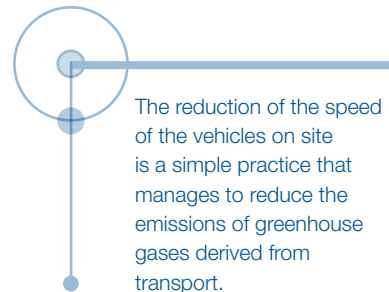 The reduction of the speed
of the vehicles on site
is a simple practice that
manages to reduce the
emissions of greenhouse
gases derived from
transport.